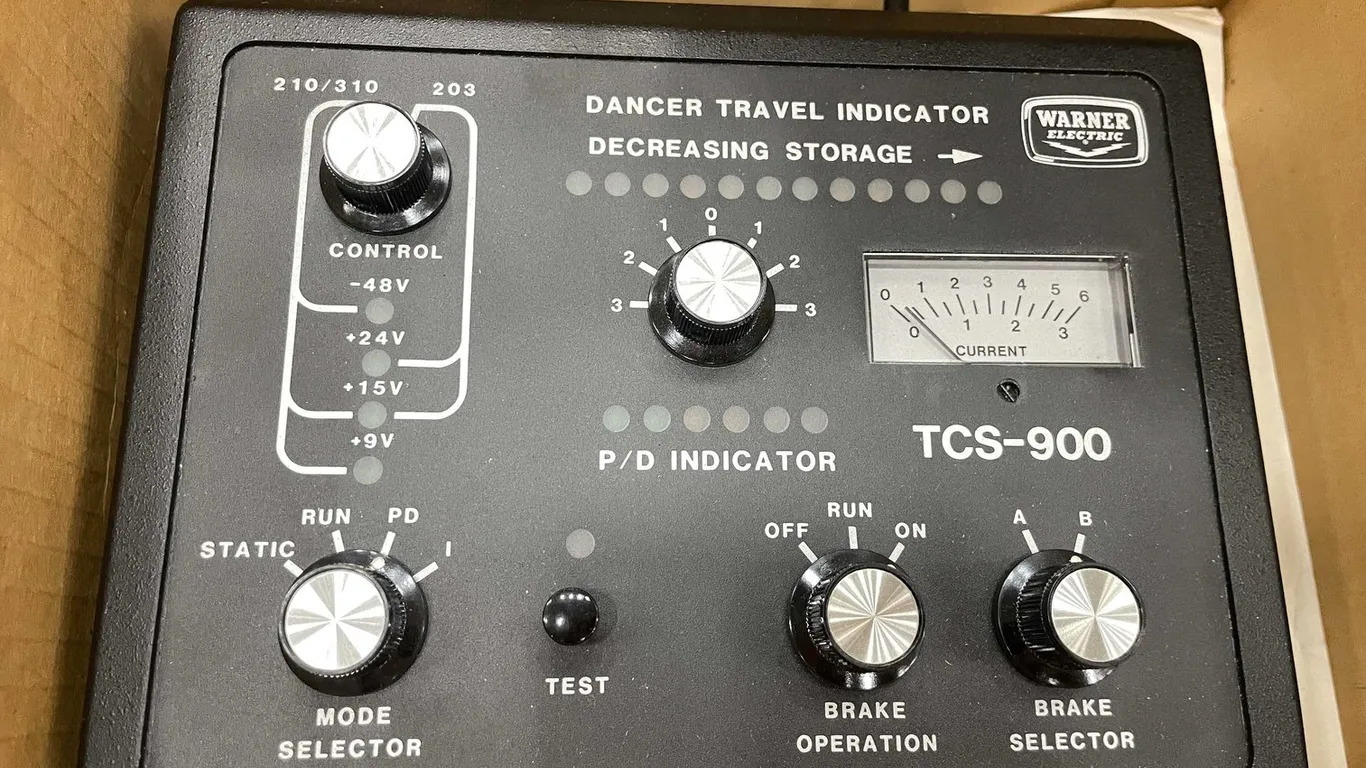 210/310 203
DANCER TRAVEL INDICATOR
DECREASING STORAGE
WARNER
ELECTRIC
CONTROL
-48V
+24V
+15V
+9V
3 2 1 0 1 2 3
0 1 2 3 4 5 6
0 1 2 3
CURRENT
P/D INDICATOR
TCS-900
STATIC RUN PD I
MODE
SELECTOR
TEST
OFF RUN ON
BRAKE
OPERATION
A B
BRAKE
SELECTOR